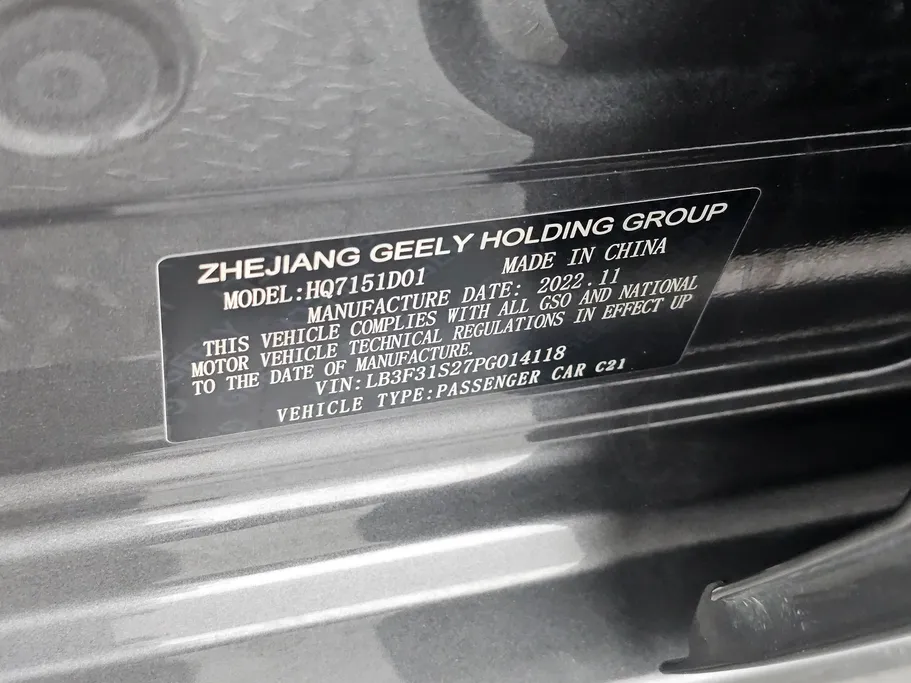 ZHEJIANG GEELY HOLDING GROUP
MODEL:HQ7151D01 MADE IN CHINA
MANUFACTURE DATE: 2022.11
THIS VEHICLE COMPLIES WITH ALL GSO AND NATIONAL
MOTOR VEHICLE TECHNICAL REGULATIONS IN EFFECT UP
TO THE DATE OF MANUFACTURE.
VIN:LB3F31S27PG014118
VEHICLE TYPE:PASSENGER CAR C21